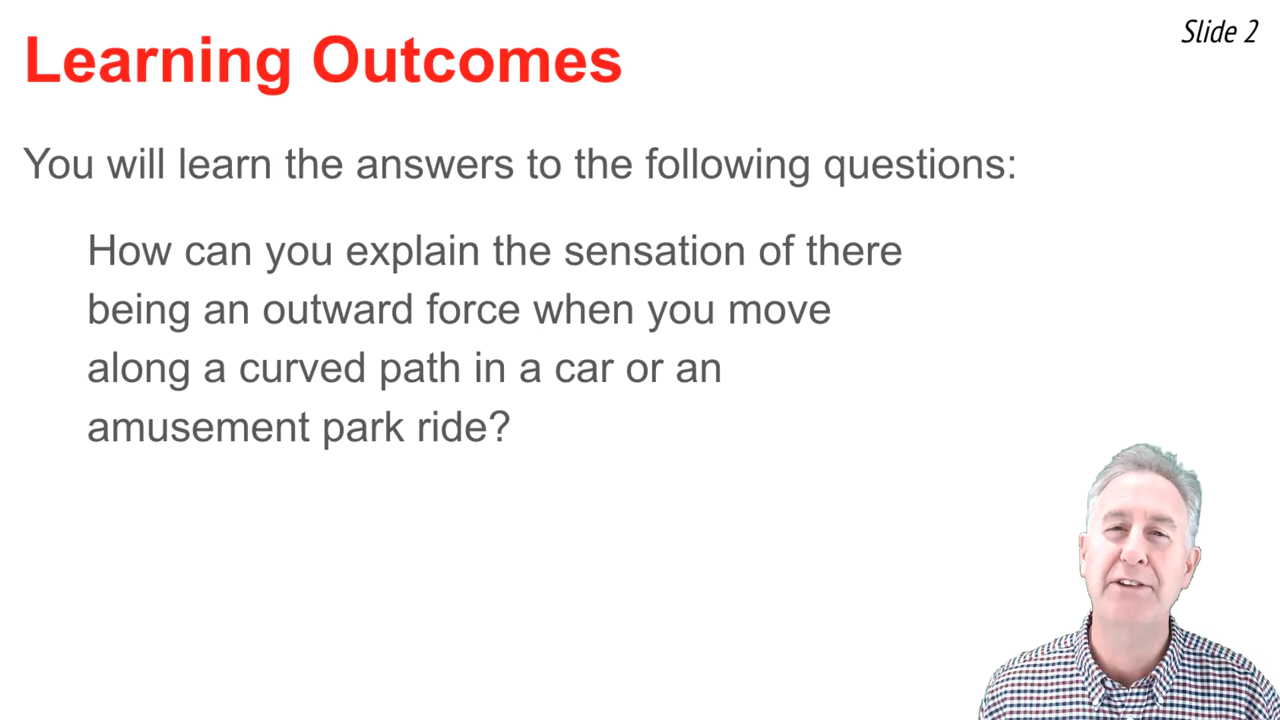 Slide 2
Learning Outcomes
You will learn the answers to the following questions:
How can you explain the sensation of there
being an outward force when you move
along a curved path in a car or an
amusement park ride?